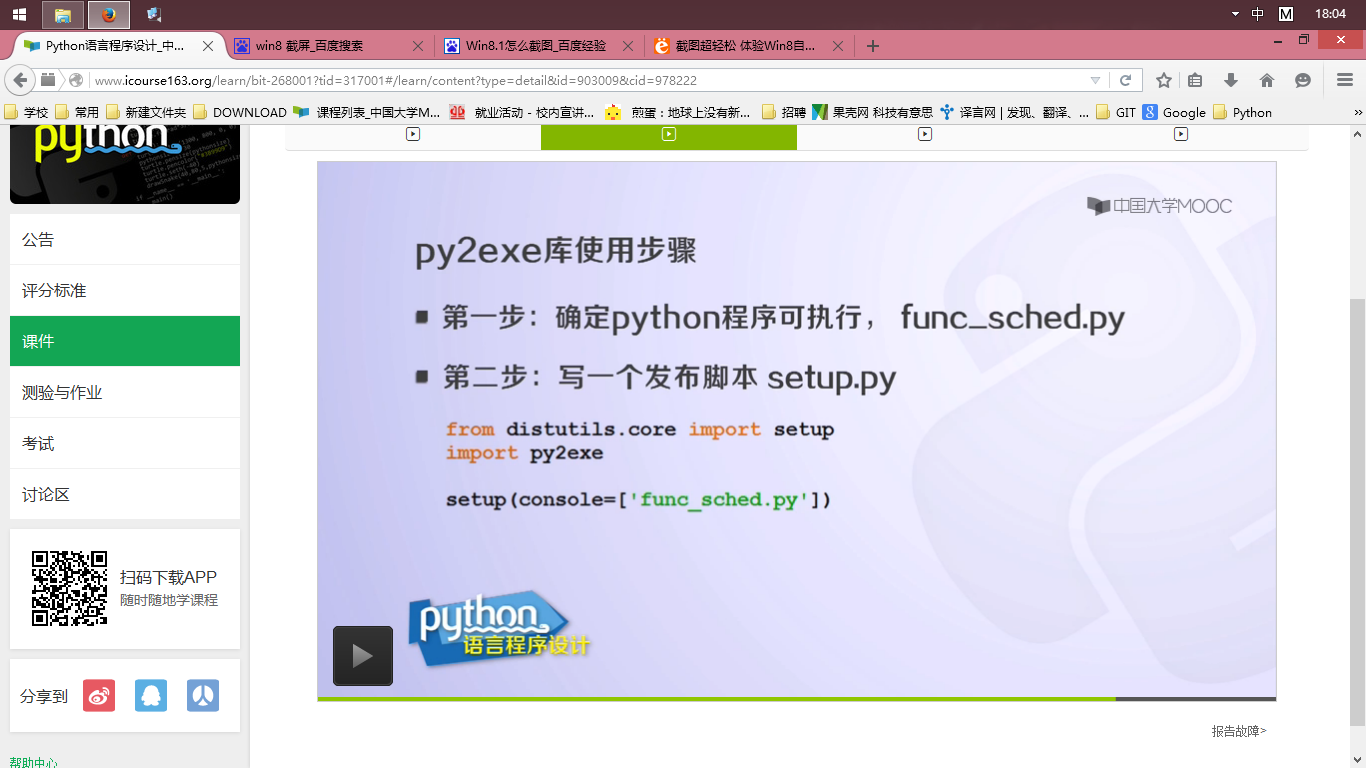 中 M 18:04
Python语言程序设计_中... win8 截屏_百度搜索 Win8.1怎么截图_百度经验 截图超轻松 体验Win8自...
www.icourse163.org/learn/bit-268001?tid=317001#/learn/content?type=detail&id=903009&cid=978222
学校 常用 新建文件夹 DOWNLOAD 课程列表_中国大学M... 就业活动 - 校内宣讲... 煎蛋：地球上没有新... 招聘 果壳网 科技有意思 译言网 | 发现、翻译、... GIT Google Python »
python
公告
评分标准
课件
测验与作业
考试
讨论区
扫码下载APP
随时随地学课程
分享到
帮助中心
中国大学MOOC
py2exe库使用步骤
■ 第一步：确定python程序可执行， func_sched.py
■ 第二步：写一个发布脚本 setup.py
from distutils.core import setup
import py2exe
setup(console=['func_sched.py'])
python
语言程序设计
报告故障>